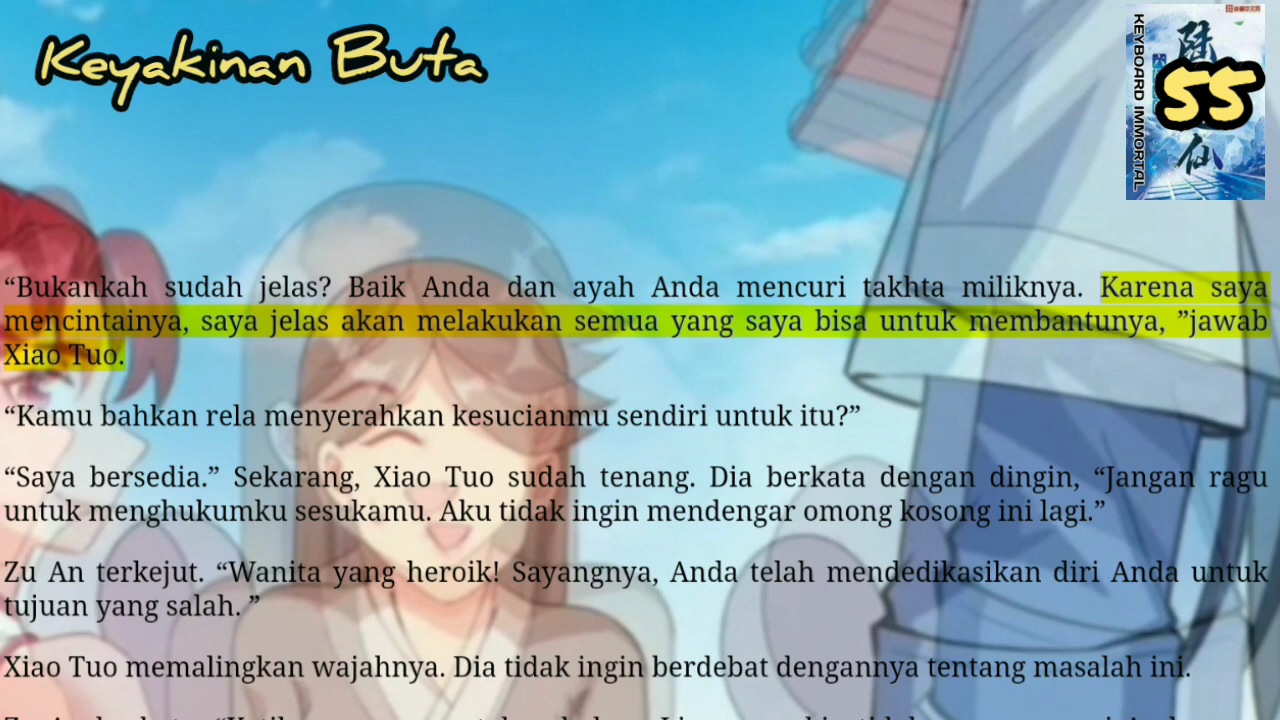 Keyakinan Buta
KEYBOARD IMMORTAL
陆
仙
55
“Bukankah sudah jelas? Baik Anda dan ayah Anda mencuri takhta miliknya. Karena saya
mencintainya, saya jelas akan melakukan semua yang saya bisa untuk membantunya, ”jawab
Xiao Tuo.
“Kamu bahkan rela menyerahkan kesucianmu sendiri untuk itu?”
“Saya bersedia.” Sekarang, Xiao Tuo sudah tenang. Dia berkata dengan dingin, “Jangan ragu
untuk menghukumku sesukamu. Aku tidak ingin mendengar omong kosong ini lagi.”
Zu An terkejut. “Wanita yang heroik! Sayangnya, Anda telah mendedikasikan diri Anda untuk
tujuan yang salah. ”
Xiao Tuo memalingkan wajahnya. Dia tidak ingin berdebat dengannya tentang masalah ini.